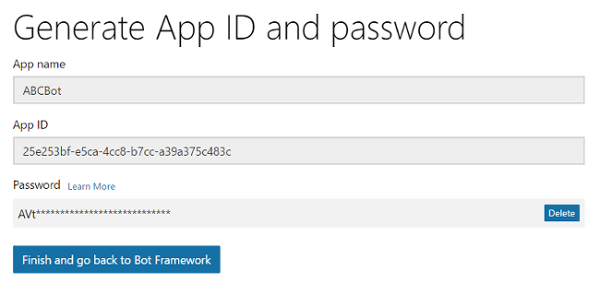 Generate App ID and password
App name
ABCBot
App ID
25e253bf-e5ca-4cc8-b7cc-a39a375c483c
Password Learn More
AVt**************************** Delete
Finish and go back to Bot Framework